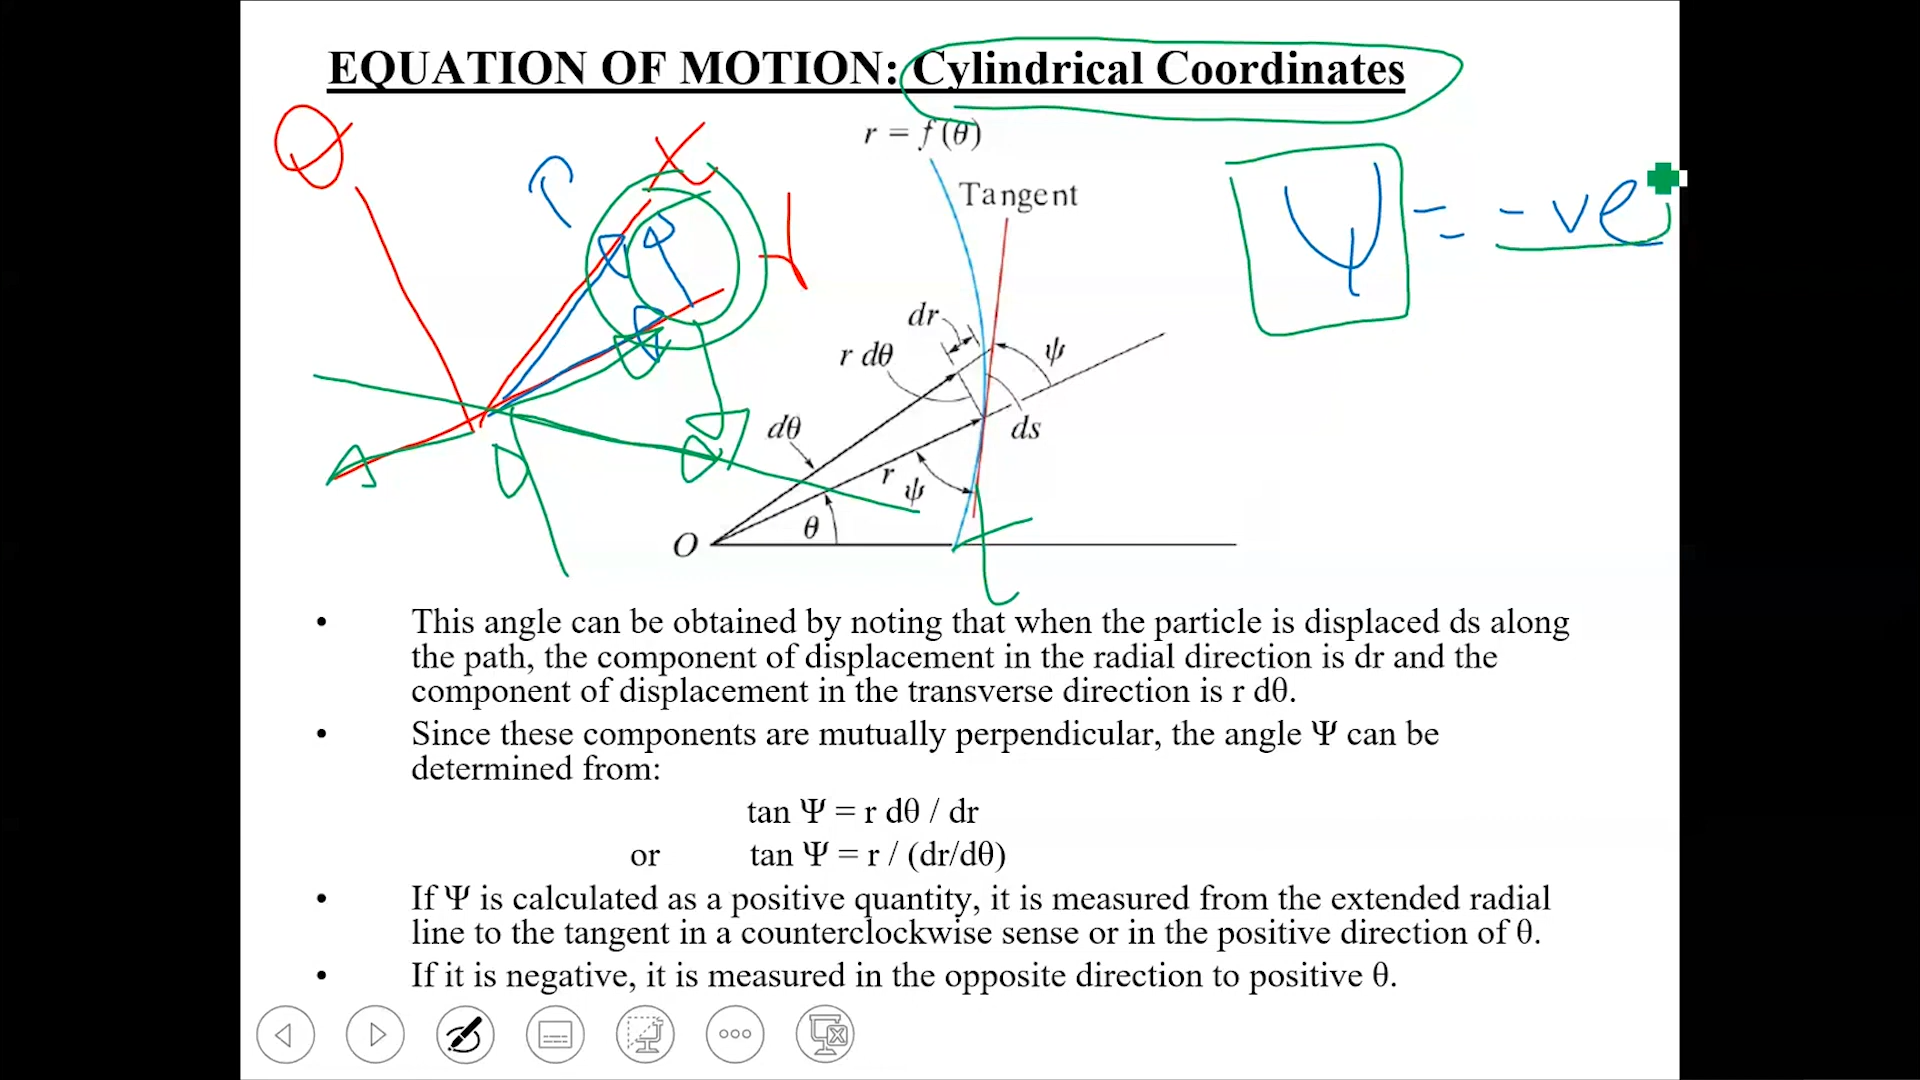 EQUATION OF MOTION: Cylindrical Coordinates
r = f (θ)
Tangent
ψ = -ve
dr
r dθ
ψ
dθ
ds
r
ψ
θ
O
• This angle can be obtained by noting that when the particle is displaced ds along
the path, the component of displacement in the radial direction is dr and the
component of displacement in the transverse direction is r dθ.
• Since these components are mutually perpendicular, the angle Ψ can be
determined from:
tan Ψ = r dθ / dr
or tan Ψ = r / (dr/dθ)
• If Ψ is calculated as a positive quantity, it is measured from the extended radial
line to the tangent in a counterclockwise sense or in the positive direction of θ.
• If it is negative, it is measured in the opposite direction to positive θ.